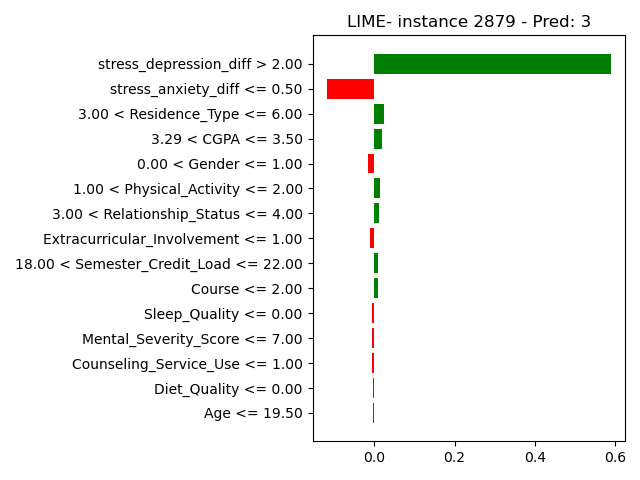 LIME- instance 2879 - Pred: 3
stress_depression_diff > 2.00
stress_anxiety_diff <= 0.50
3.00 < Residence_Type <= 6.00
3.29 < CGPA <= 3.50
0.00 < Gender <= 1.00
1.00 < Physical_Activity <= 2.00
3.00 < Relationship_Status <= 4.00
Extracurricular_Involvement <= 1.00
18.00 < Semester_Credit_Load <= 22.00
Course <= 2.00
Sleep_Quality <= 0.00
Mental_Severity_Score <= 7.00
Counseling_Service_Use <= 1.00
Diet_Quality <= 0.00
Age <= 19.50
0.0 0.2 0.4 0.6